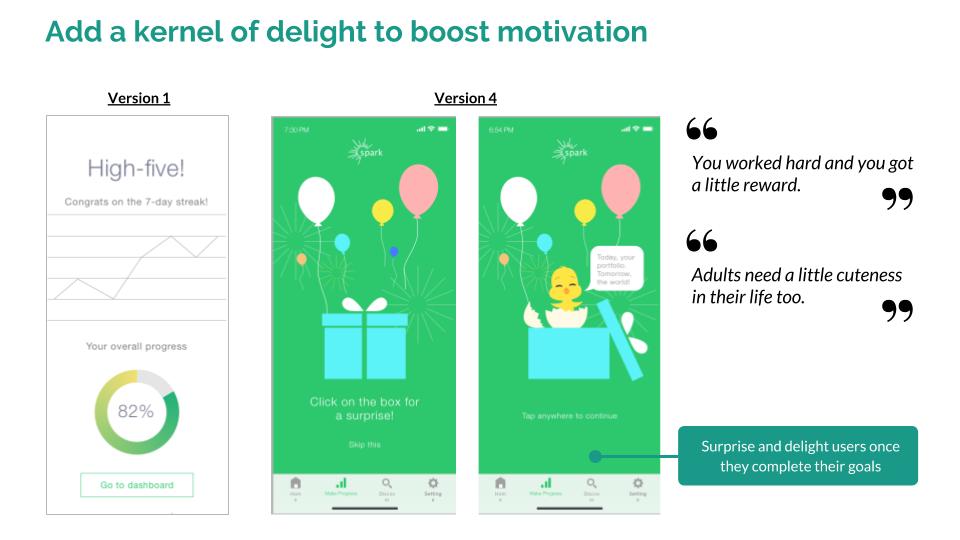 Add a kernel of delight to boost motivation
Version 1
High-five!
Congrats on the 7-day streak!
Your overall progress
82%
Go to dashboard
Version 4
7:30 PM
spark
Click on the box for
a surprise!
Skip this
Make Progress
Setting
6:54 PM
spark
Today, your
portfolio.
Tomorrow,
the world!
Tap anywhere to continue
Make Progress
Setting
“
You worked hard and you got
a little reward.
”
“
Adults need a little cuteness
in their life too.
”
Surprise and delight users once
they complete their goals